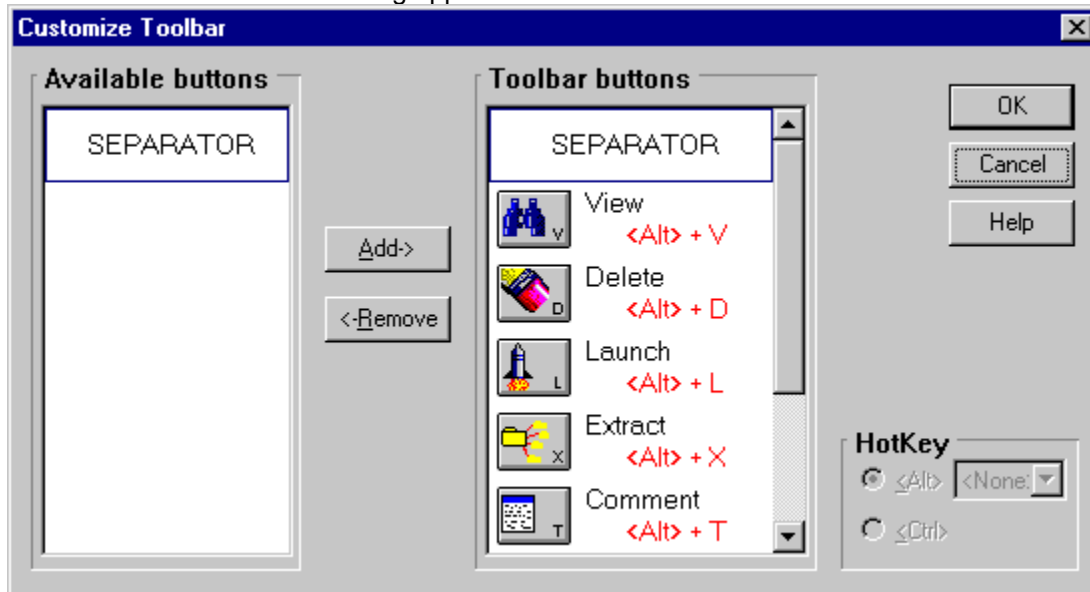 Customize Toolbar
Available buttons
SEPARATOR
Add->
<-Remove
Toolbar buttons
SEPARATOR
V
View
<Alt> + V
D
Delete
<Alt> + D
L
Launch
<Alt> + L
X
Extract
<Alt> + X
T
Comment
<Alt> + T
OK
Cancel
Help
HotKey
<Alt> <None
<Ctrl>